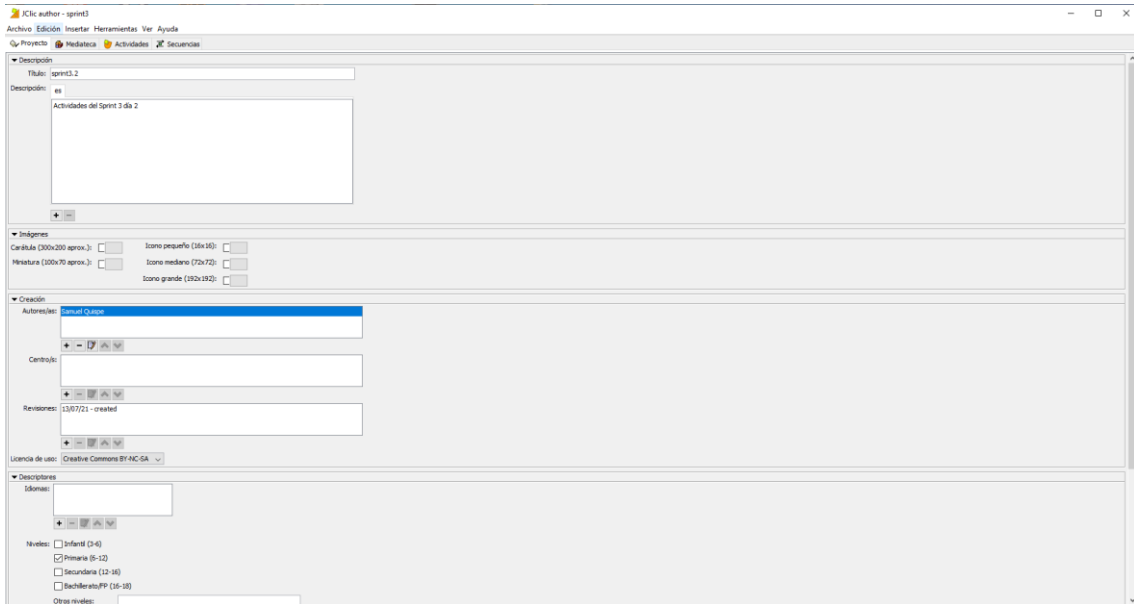 JClic author - sprint3
Archivo Edición Insertar Herramientas Ver Ayuda
Proyecto Mediateca Actividades Secuencias
Descripción
Título: sprint3.2
Descripción: es
Actividades del Sprint 3 día 2
Imágenes
Carátula (300x200 aprox.): Icono pequeño (16x16):
Miniatura (100x70 aprox.): Icono mediano (72x72):
Icono grande (192x192):
Creación
Autores/as: Samuel Quispe
Centro/s:
Revisiones: 13/07/21 - created
Licencia de uso: Creative Commons BY-NC-SA
Descriptores
Idiomas:
Niveles: Infantil (3-6)
Primaria (6-12)
Secundaria (12-16)
Bachillerato/FP (16-18)
Otros niveles: